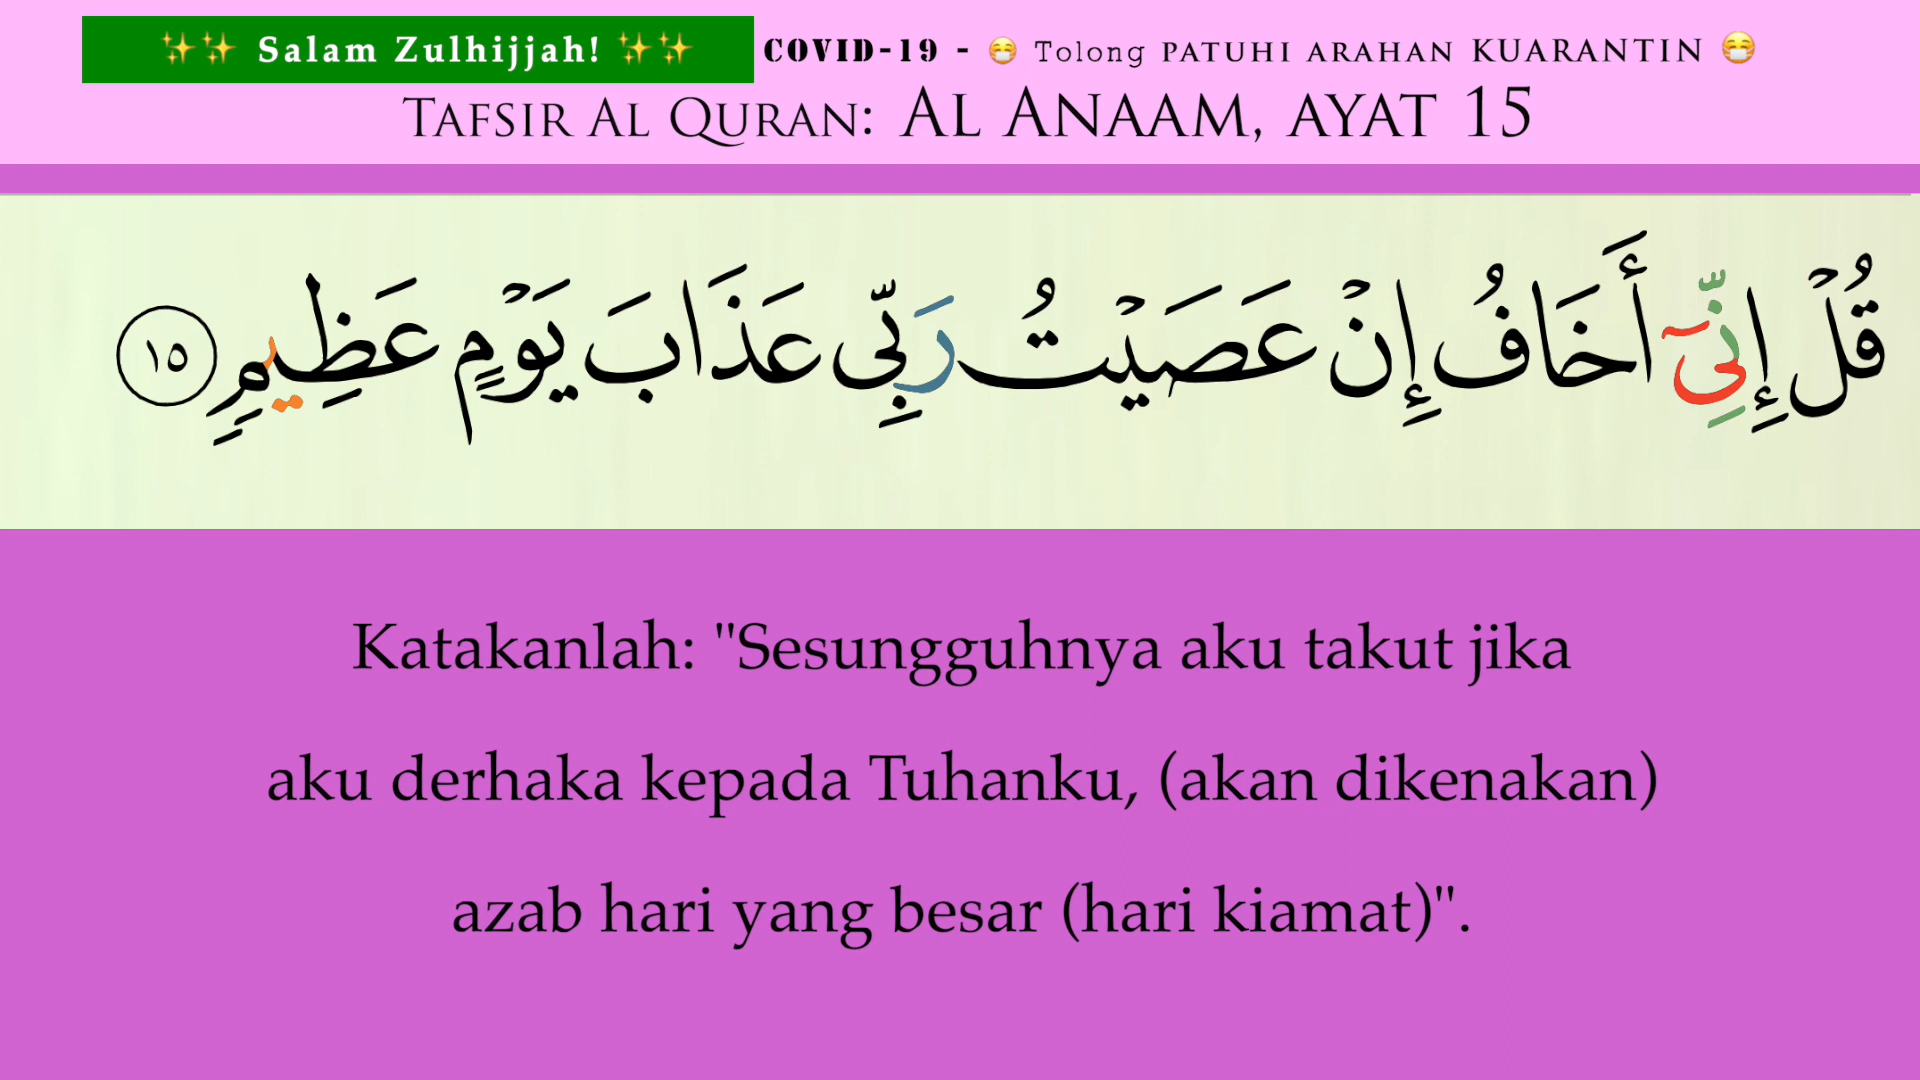 ✨✨ Salam Zulhijjah! ✨✨ COVID-19 - 😷 Tolong PATUHI ARAHAN KUARANTIN 😷
TAFSIR AL QURAN: AL ANAAM, AYAT 15
قُلْ إِنِّىٓ أَخَافُ إِنْ عَصَيْتُ رَبِّى عَذَابَ يَوْمٍ عَظِيمٍ ١٥
Katakanlah: "Sesungguhnya aku takut jika
aku derhaka kepada Tuhanku, (akan dikenakan)
azab hari yang besar (hari kiamat)".